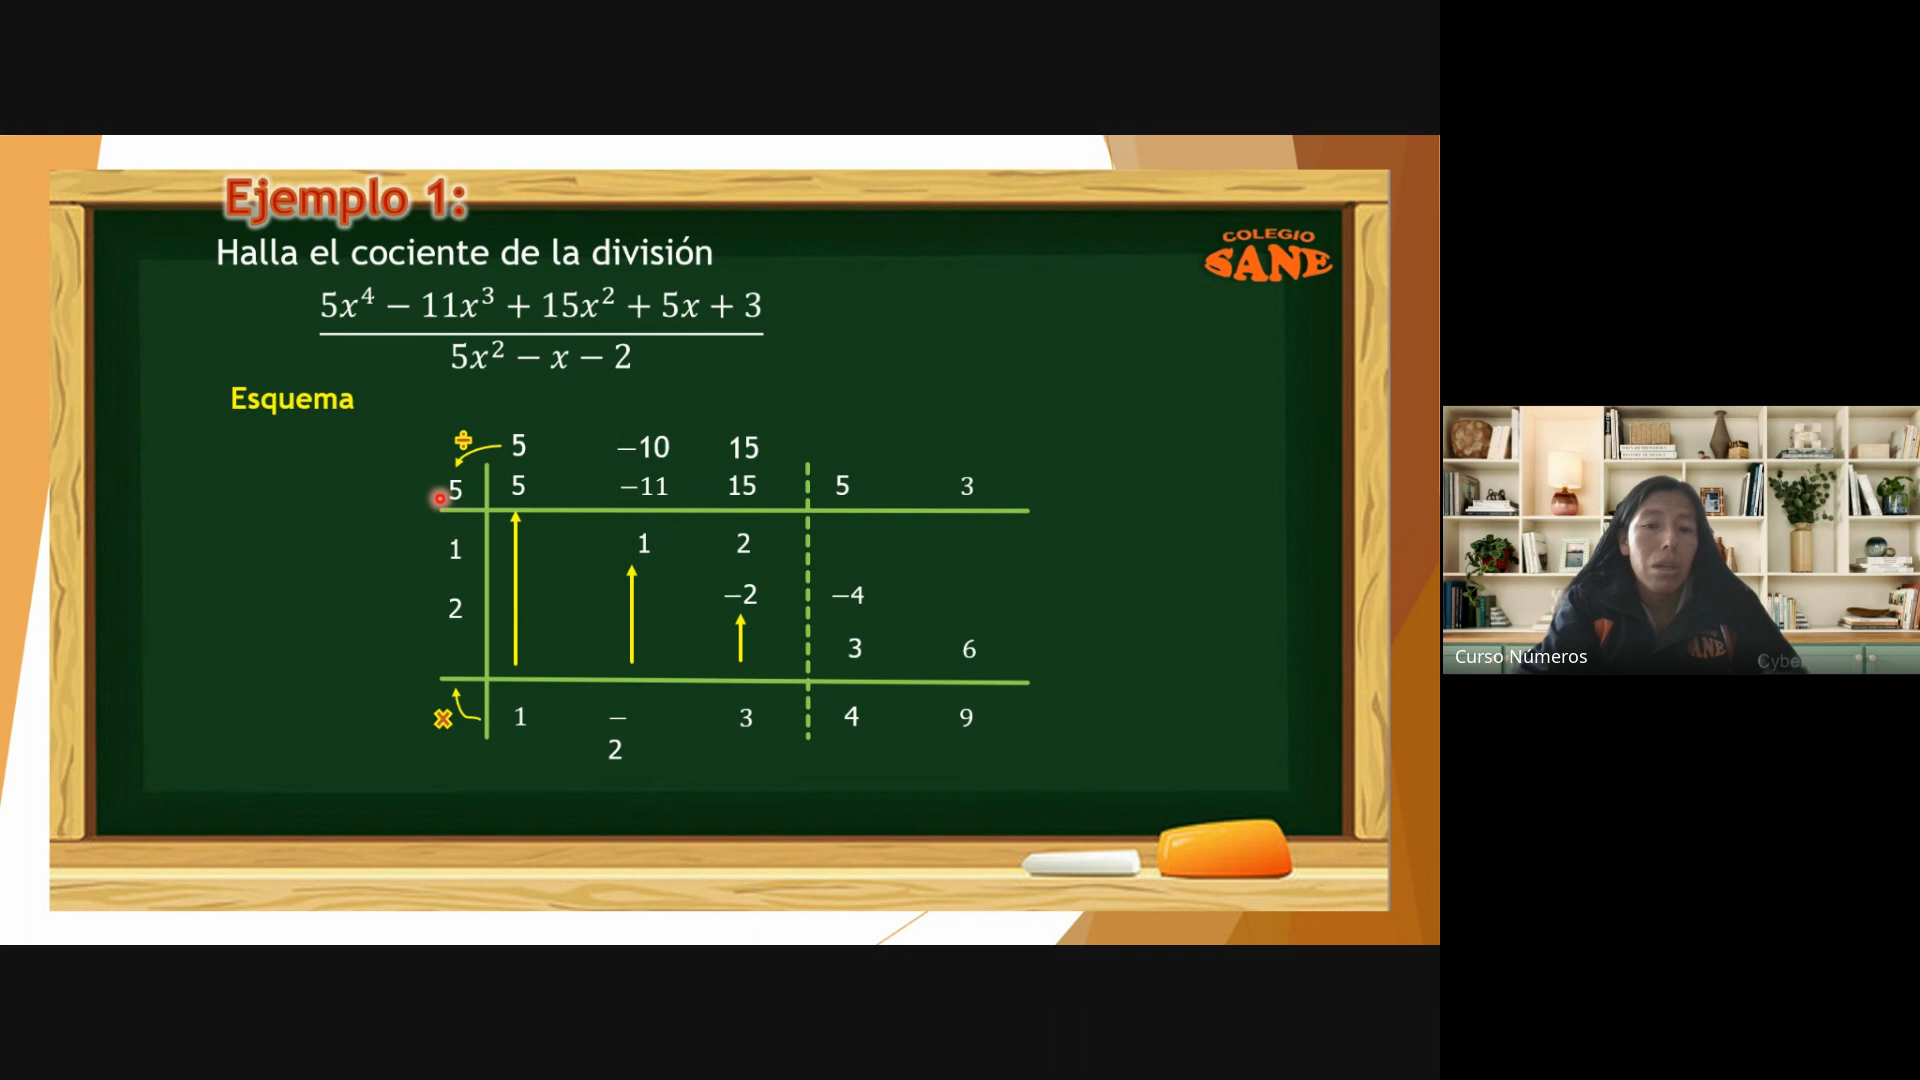 Ejemplo 1:
COLEGIO
SANE
Halla el cociente de la división
5x⁴ − 11x³ + 15x² + 5x + 3
5x² − x − 2
Esquema
÷ 5 −10 15
5 5 −11 15 5 3
1 1 2
2 −2 −4
3 6
× 1 −2 3 4 9
Curso Números
Cybe
ANE